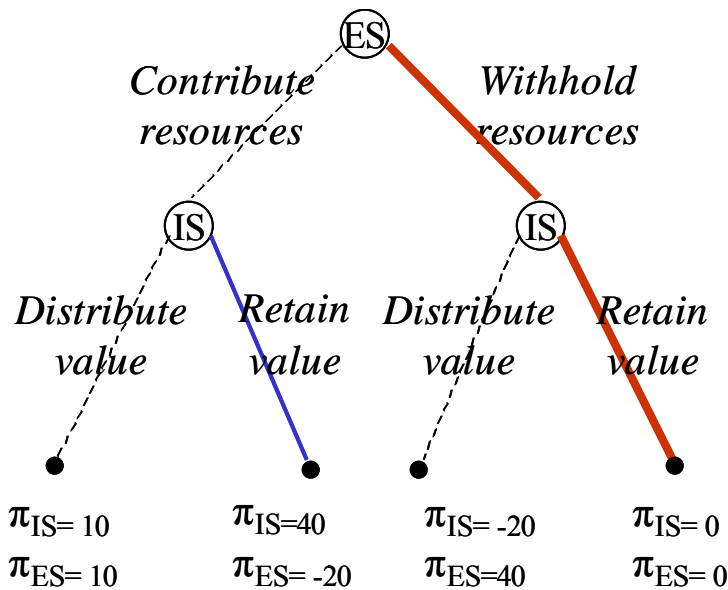 ES
Contribute resources
Withhold resources
IS
IS
Distribute value
Retain value
Distribute value
Retain value
πIS= 10
πES= 10
πIS=40
πES= -20
πIS= -20
πES=40
πIS= 0
πES= 0